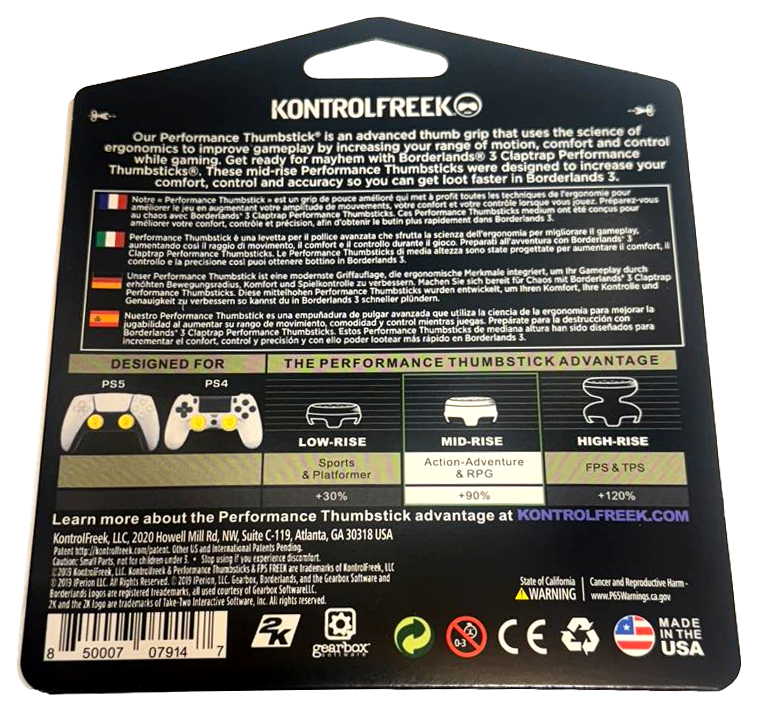 KONTROLFREEK
Our Performance Thumbstick® is an advanced thumb grip that uses the science of
ergonomics to improve gameplay by increasing your range of motion, comfort and control
while gaming. Get ready for mayhem with Borderlands® 3 Claptrap Performance
Thumbsticks®. These mid-rise Performance Thumbsticks were designed to increase your
comfort, control and accuracy so you can get loot faster in Borderlands 3.
Notre « Performance Thumbstick » est un grip de pouce amélioré qui met à profit toutes les techniques de l'ergonomie pour
améliorer le jeu en augmentant votre amplitude de mouvements, votre confort et votre contrôle lorsque vous jouez. Préparez-vous
au chaos avec Borderlands® 3 Claptrap Performance Thumbsticks. Ces Performance Thumbsticks medium ont été conçus pour
améliorer votre confort, contrôle et précision, afin d'obtenir le butin plus rapidement dans Borderlands 3.
Performance Thumbstick è una levetta per il pollice avanzata che sfrutta la scienza dell'ergonomia per migliorare il gameplay,
aumentando così il raggio di movimento, il comfort e il controllo durante il gioco. Preparati all'avventura con Borderlands® 3
Claptrap Performance Thumbsticks. Le Performance Thumbsticks di media altezza sono state progettate per aumentare il comfort, il
controllo e la precisione così puoi ottenere bottino in Borderlands 3.
Unser Performance Thumbstick ist eine modernste Griffauflage, die ergonomische Merkmale integriert, um Ihr Gameplay durch
erhöhten Bewegungsradius, Komfort und Spielkontrolle zu verbessern. Machen Sie sich bereit für Chaos mit Borderlands® 3 Claptrap
Performance Thumbsticks. Diese mittelhohen Performance Thumbsticks wurden entwickelt, um Ihren Komfort, Ihre Kontrolle und
Genauigkeit zu verbessern so kannst du in Borderlands 3 schneller plündern.
Nuestro Performance Thumbstick es una empuñadura de pulgar avanzada que utiliza la ciencia de la ergonomía para mejorar la
jugabilidad al aumentar su rango de movimiento, comodidad y control mientras juegas. Prepárate para la destrucción con
Borderlands® 3 Claptrap Performance Thumbsticks. Estos Performance Thumbsticks de mediana altura han sido diseñados para
incrementar el confort, control y precisión y con ello poder lootear más rápido en Borderlands 3.
DESIGNED FOR
THE PERFORMANCE THUMBSTICK ADVANTAGE
PS5 PS4
LOW-RISE MID-RISE HIGH-RISE
Sports
& Platformer
Action-Adventure
& RPG
FPS & TPS
+30% +90% +120%
Learn more about the Performance Thumbstick advantage at KONTROLFREEK.COM
KontrolFreek, LLC, 2020 Howell Mill Rd, NW, Suite C-119, Atlanta, GA 30318 USA
Patent http://kontrolfreek.com/patent. Other US and International Patents Pending.
Caution: Small Parts, not for children under 3. • Stop using if you experience discomfort.
©2019 KontrolFreek, LLC. KontrolFreek & Performance Thumbsticks & FPS FREEK are trademarks of KontrolFreek, LLC
©2019 IPerion LLC. All Rights Reserved. © 2019 IPerion, LLC. Gearbox, Borderlands, and the Gearbox Software and
Borderlands Logos are registered trademarks, all used courtesy of Gearbox SoftwareLLC.
2K and the 2K logo are trademarks of Take-Two Interactive Software, Inc. All rights reserved.
State of California
WARNING
Cancer and Reproductive Harm -
www.P65Warnings.ca.gov
8 50007 07914 7
2K
gearbox
software
0-3
CE
MADE
IN THE
USA